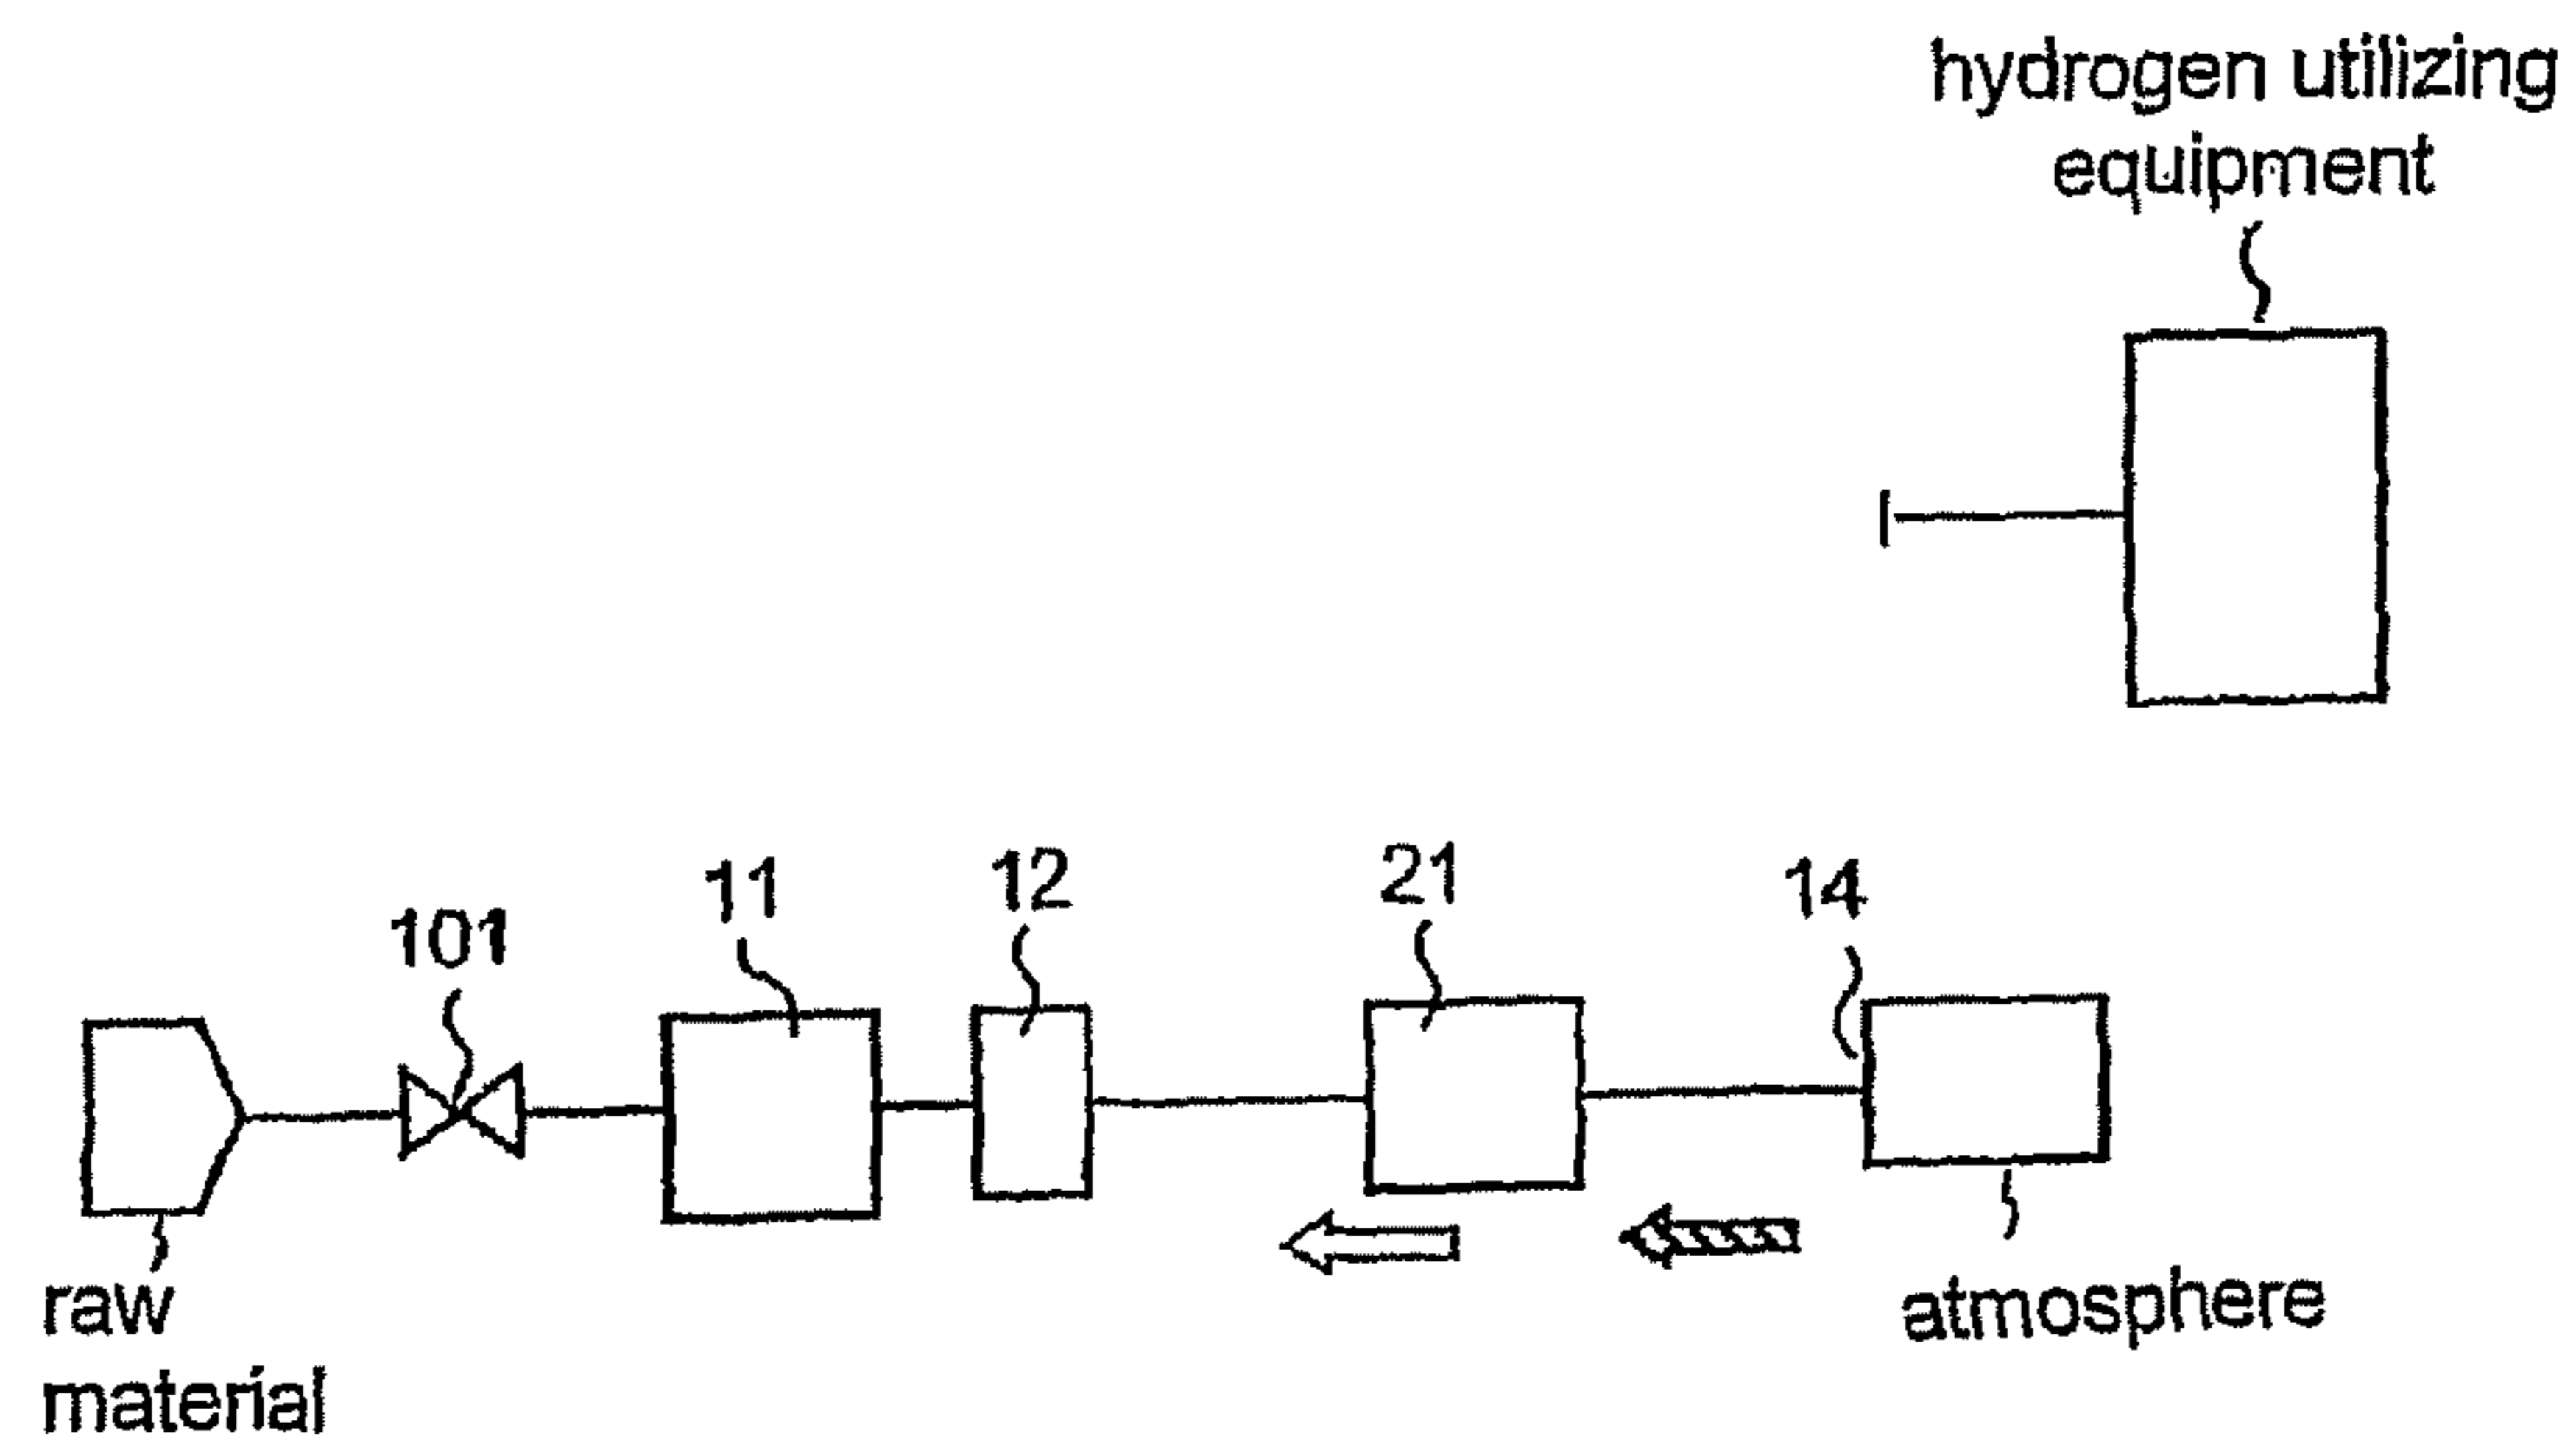 hydrogen utilizing
equipment
101
11
12
21
14
raw
material
atmosphere